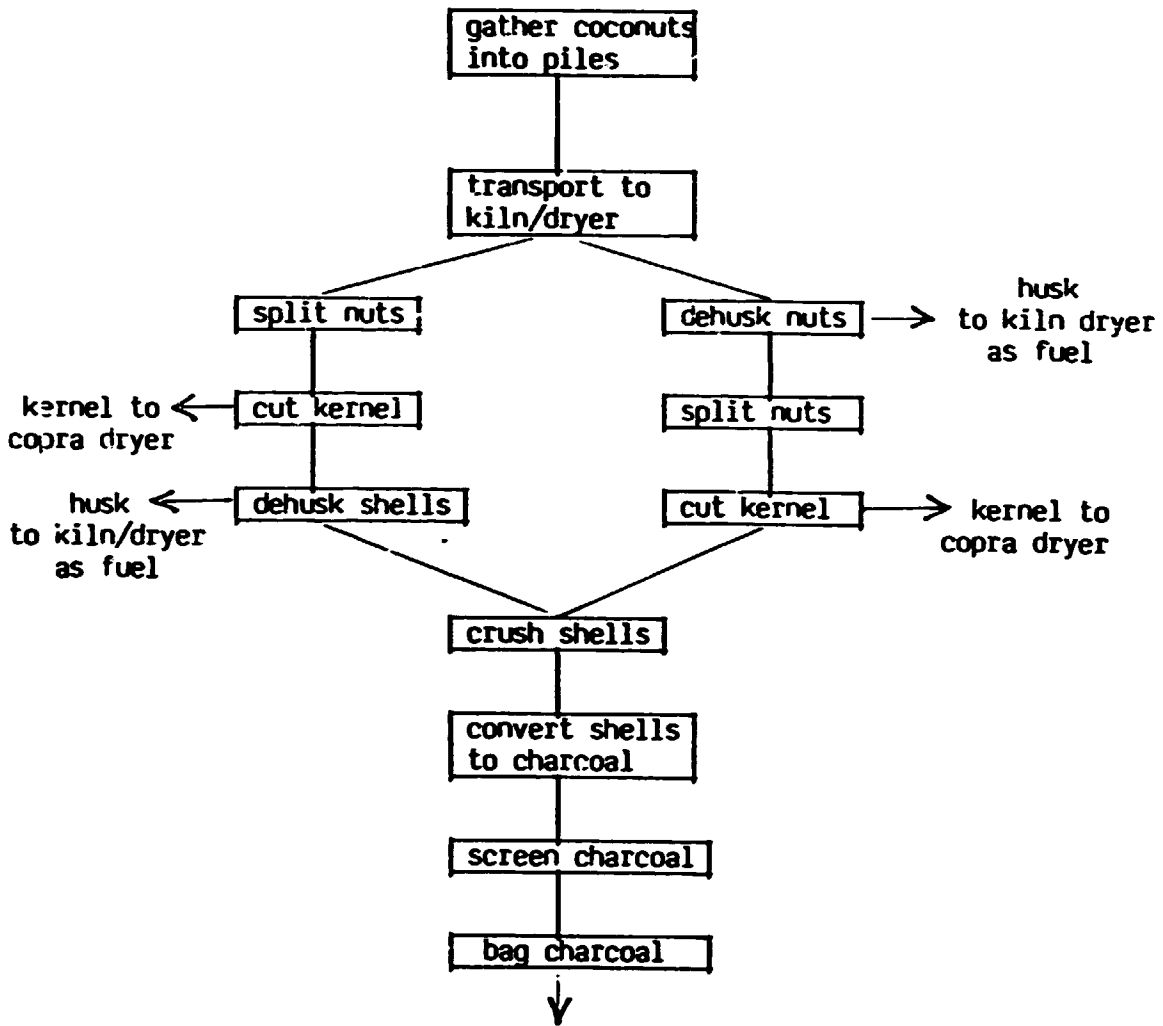 gather coconuts
into piles
transport to
kiln/dryer
split nuts
dehusk nuts
husk
to kiln dryer
as fuel
kernel to
copra dryer
cut kernel
split nuts
husk
to kiln/dryer
as fuel
dehusk shells
cut kernel
kernel to
copra dryer
crush shells
convert shells
to charcoal
screen charcoal
bag charcoal